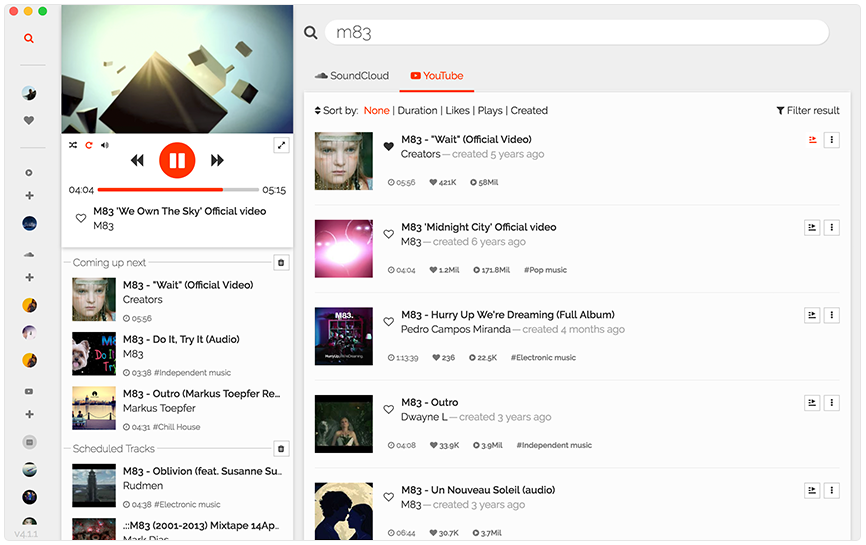 m83
SoundCloud
YouTube
Sort by: None | Duration | Likes | Plays | Created
Filter result
04:04
05:15
M83 'We Own The Sky' Official video
M83
Coming up next
M83 - "Wait" (Official Video)
Creators
05:56
M83 - Do It, Try It (Audio)
M83
03:38 #Independent music
M83 - Outro (Markus Toepfer Re...
Markus Toepfer
04:31 #Chill House
Scheduled Tracks
M83 - Oblivion (feat. Susanne Su...
Rudmen
04:38 #Electronic music
.::M83 (2001-2013) Mixtape 14Ap...
Mark Dias
v4.1.1
M83 - "Wait" (Official Video)
Creators — created 5 years ago
05:56 421K 58Mil
M83 'Midnight City' Official video
M83 — created 6 years ago
04:04 1.2Mil 171.8Mil #Pop music
M83.
M83 - Hurry Up We're Dreaming (Full Album)
Pedro Campos Miranda — created 4 months ago
1:13:39 236 22.5K #Electronic music
M83 - Outro
Dwayne L — created 3 years ago
04:08 33.9K 3.9Mil #Independent music
M83 - Un Nouveau Soleil (audio)
M83 — created 3 years ago
06:44 30.7K 3.7Mil